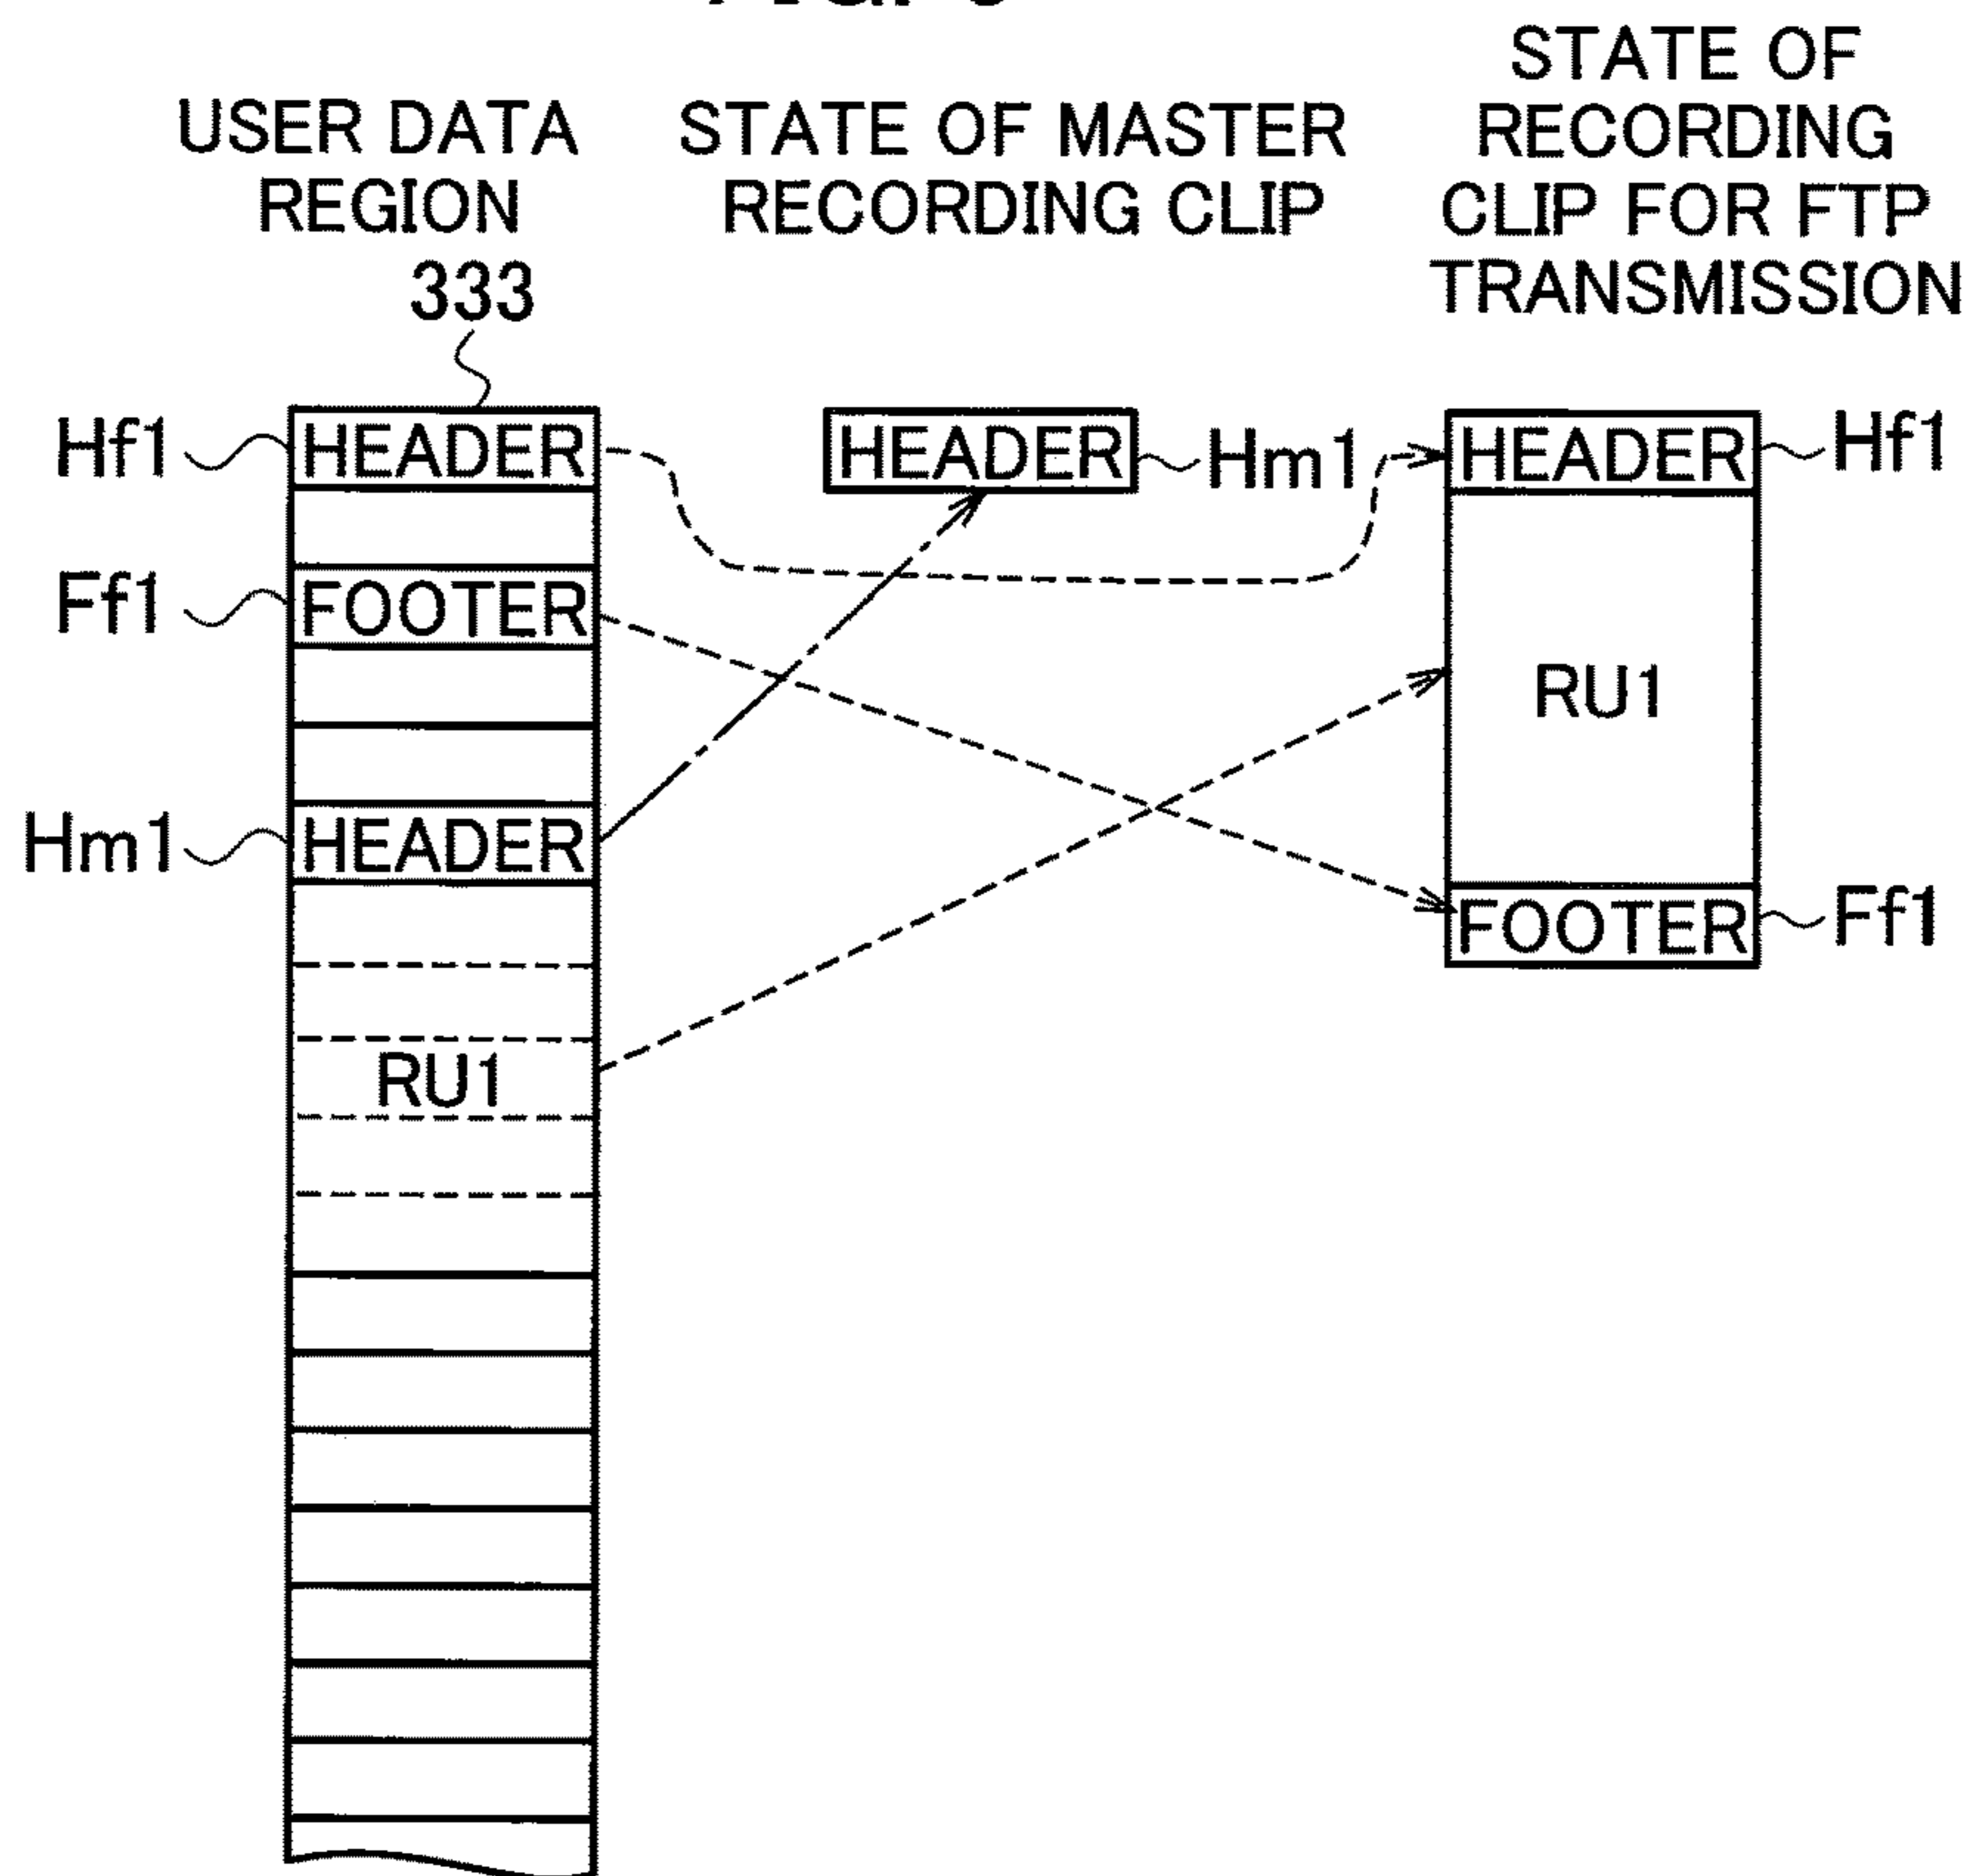 USER DATA
REGION
333
STATE OF MASTER
RECORDING CLIP
STATE OF
RECORDING
CLIP FOR FTP
TRANSMISSION
Hf1
HEADER
Ff1
FOOTER
Hm1
HEADER
RU1
HEADER
Hm1
HEADER
Hf1
RU1
FOOTER
Ff1